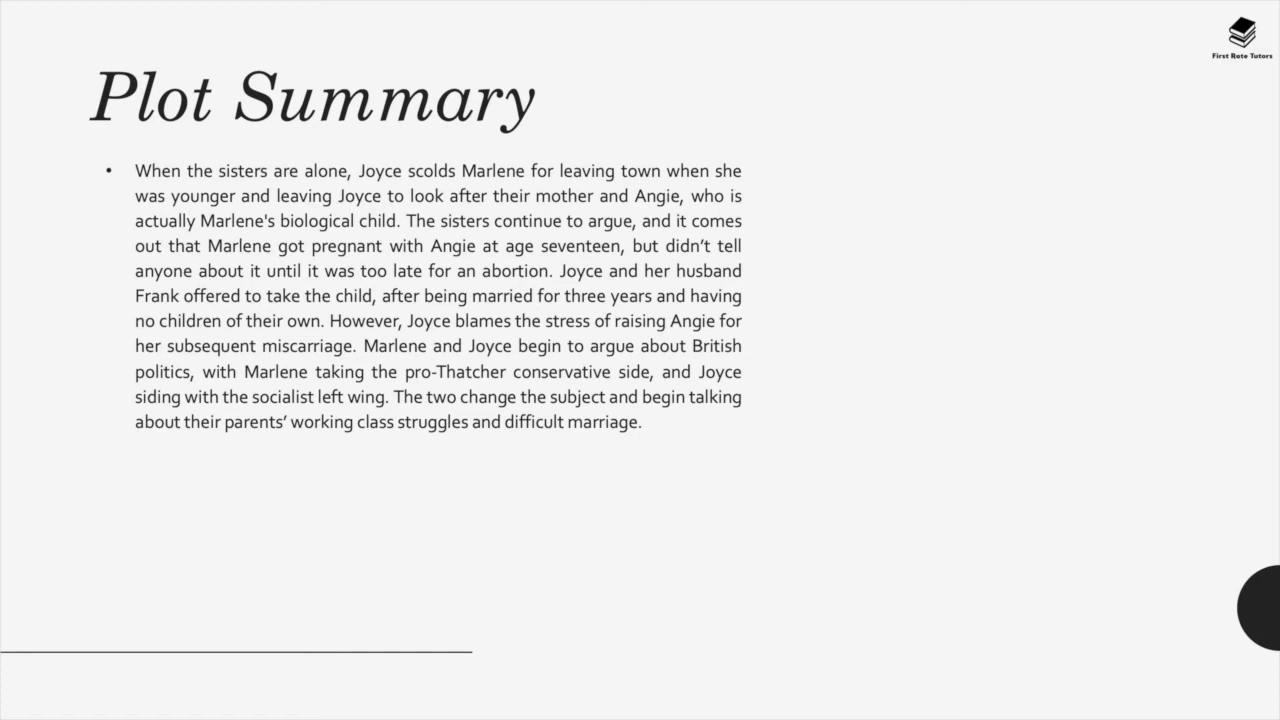 First Rate Tutors
Plot Summary
• When the sisters are alone, Joyce scolds Marlene for leaving town when she
was younger and leaving Joyce to look after their mother and Angie, who is
actually Marlene's biological child. The sisters continue to argue, and it comes
out that Marlene got pregnant with Angie at age seventeen, but didn’t tell
anyone about it until it was too late for an abortion. Joyce and her husband
Frank offered to take the child, after being married for three years and having
no children of their own. However, Joyce blames the stress of raising Angie for
her subsequent miscarriage. Marlene and Joyce begin to argue about British
politics, with Marlene taking the pro-Thatcher conservative side, and Joyce
siding with the socialist left wing. The two change the subject and begin talking
about their parents’ working class struggles and difficult marriage.